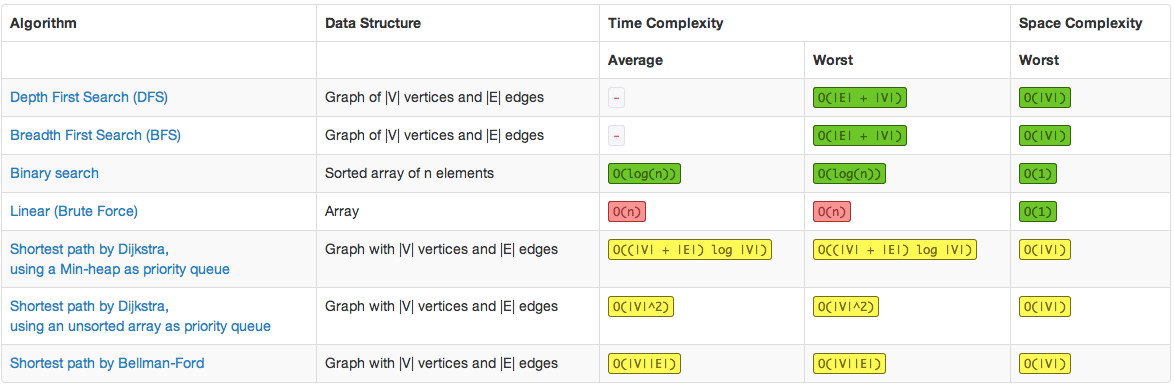 Algorithm Data Structure Time Complexity Space Complexity
Average Worst Worst
Depth First Search (DFS) Graph of |V| vertices and |E| edges - O(|E| + |V|) O(|V|)
Breadth First Search (BFS) Graph of |V| vertices and |E| edges - O(|E| + |V|) O(|V|)
Binary search Sorted array of n elements O(log(n)) O(log(n)) O(1)
Linear (Brute Force) Array O(n) O(n) O(1)
Shortest path by Dijkstra,
using a Min-heap as priority queue Graph with |V| vertices and |E| edges O((|V| + |E|) log |V|) O((|V| + |E|) log |V|) O(|V|)
Shortest path by Dijkstra,
using an unsorted array as priority queue Graph with |V| vertices and |E| edges O(|V|^2) O(|V|^2) O(|V|)
Shortest path by Bellman-Ford Graph with |V| vertices and |E| edges O(|V||E|) O(|V||E|) O(|V|)